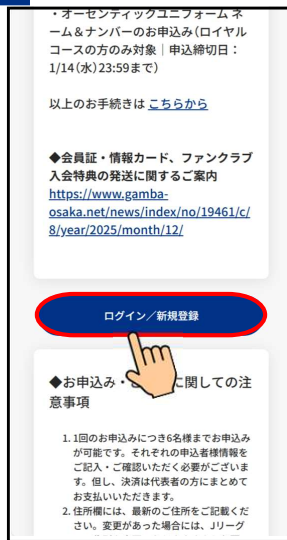 ・オーセンティックユニフォーム ネ
ーム&ナンバーのお申込み（ロイヤル
コースの方のみ対象｜申込締切日：
1/14(水)23:59まで）
以上のお手続きは こちらから
◆会員証・情報カード、ファンクラブ
入会特典の発送に関するご案内
https://www.gamba-
osaka.net/news/index/no/19461/c/
8/year/2025/month/12/
ログイン／新規登録
◆お申込み・ に関しての注
意事項
1. 1回のお申込みにつき6名様までお申込み
が可能です。それぞれの申込者様情報を
ご記入・ご確認いただく必要がございま
す。但し、決済は代表者の方にまとめて
お支払いいただきます。
2. 住所欄には、最新のご住所をご記載くだ
さい。変更があった場合には、Jリーグ